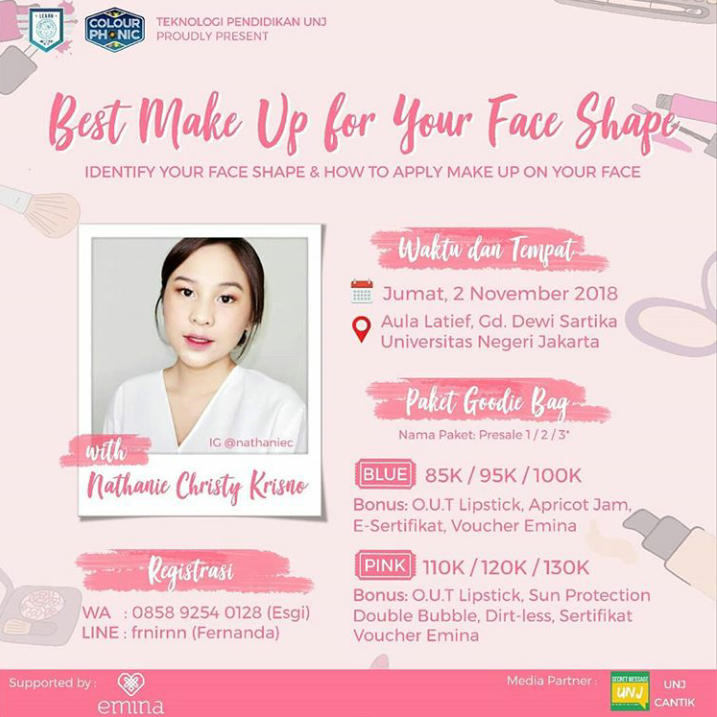 LEARN
COLOUR
PHONIC
TEKNOLOGI PENDIDIKAN UNJ
PROUDLY PRESENT
Best Make Up for Your Face Shape
IDENTIFY YOUR FACE SHAPE & HOW TO APPLY MAKE UP ON YOUR FACE
IG @nathaniec
with
Nathanie Christy Krisno
Registrasi
WA : 0858 9254 0128 (Esgi)
LINE : frnirnn (Fernanda)
Waktu dan Tempat
Jumat, 2 November 2018
Aula Latief, Gd. Dewi Sartika
Universitas Negeri Jakarta
Paket Goodie Bag
Nama Paket: Presale 1 / 2 / 3*
BLUE 85K / 95K / 100K
Bonus: O.U.T Lipstick, Apricot Jam,
E-Sertifikat, Voucher Emina
PINK 110K / 120K / 130K
Bonus: O.U.T Lipstick, Sun Protection
Double Bubble, Dirt-less, Sertifikat
Voucher Emina
Supported by :
emina
Media Partner :
SECRET MESSAGE
UNJ
UNJ
CANTIK